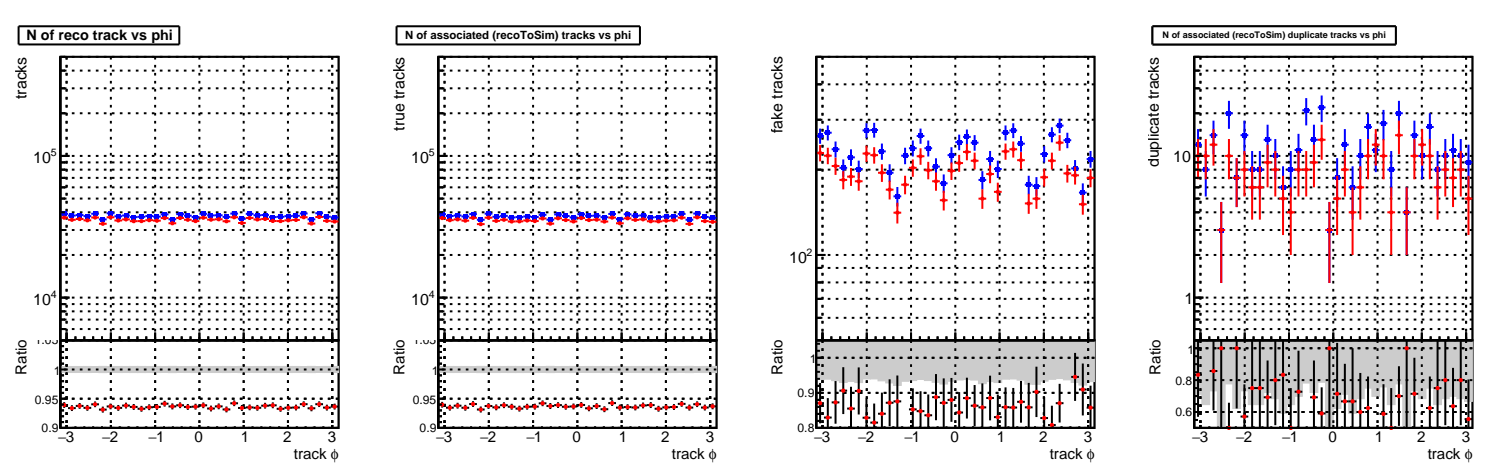 N of reco track vs phi
tracks
10^5
10^4
Ratio
1
0.95
0.9
−3 −2 −1 0 1 2 3
track ϕ
N of associated (recoToSim) tracks vs phi
true tracks
10^5
10^4
Ratio
1
0.95
0.9
−3 −2 −1 0 1 2 3
track ϕ
fake tracks
10^2
Ratio
1
0.9
0.8
−3 −2 −1 0 1 2 3
track ϕ
N of associated (recoToSim) duplicate tracks vs phi
duplicate tracks
10
1
Ratio
1
0.8
0.6
−3 −2 −1 0 1 2 3
track ϕ